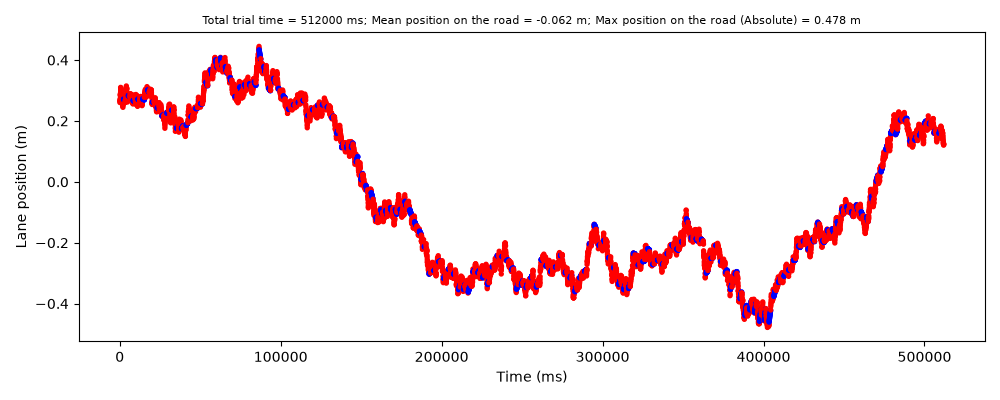 Total trial time = 512000 ms; Mean position on the road = -0.062 m; Max position on the road (Absolute) = 0.478 m
0.4
0.2
0.0
−0.2
−0.4
Lane position (m)
0 100000 200000 300000 400000 500000
Time (ms)